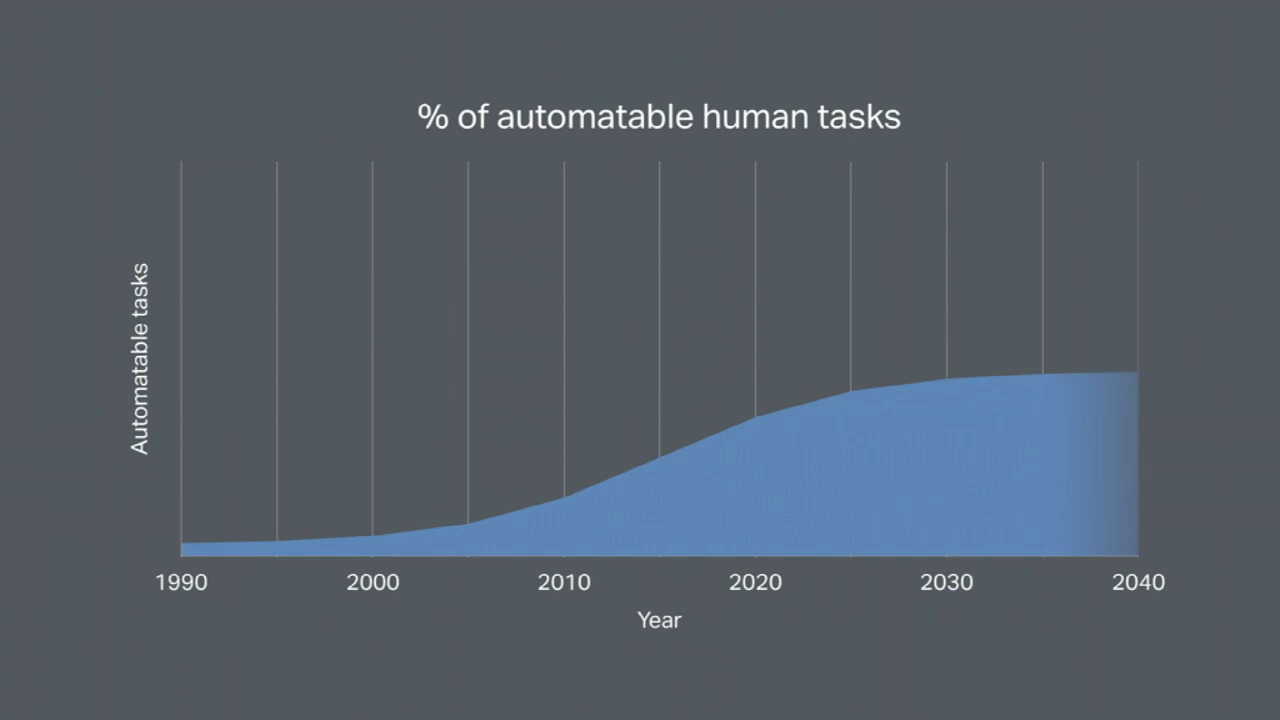 % of automatable human tasks
Automatable tasks
1990 2000 2010 2020 2030 2040
Year